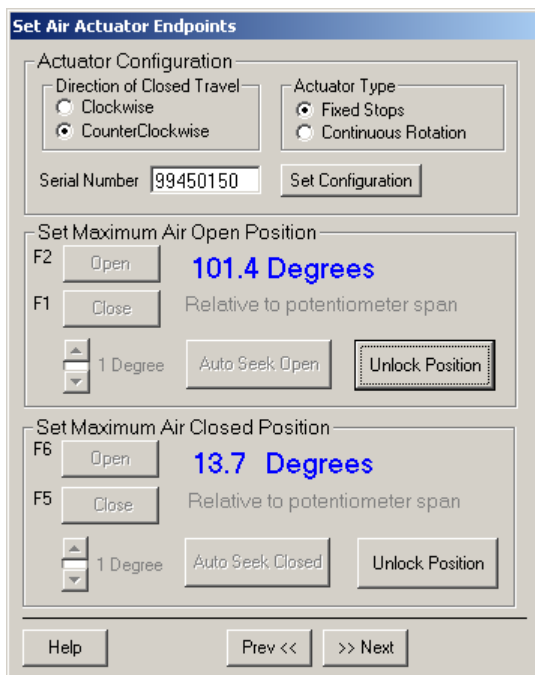 Set Air Actuator Endpoints
Actuator Configuration
Direction of Closed Travel
Clockwise
CounterClockwise
Actuator Type
Fixed Stops
Continuous Rotation
Serial Number 99450150 Set Configuration
Set Maximum Air Open Position
F2 Open 101.4 Degrees
F1 Close Relative to potentiometer span
1 Degree Auto Seek Open Unlock Position
Set Maximum Air Closed Position
F6 Open 13.7 Degrees
F5 Close Relative to potentiometer span
1 Degree Auto Seek Closed Unlock Position
Help Prev << >> Next